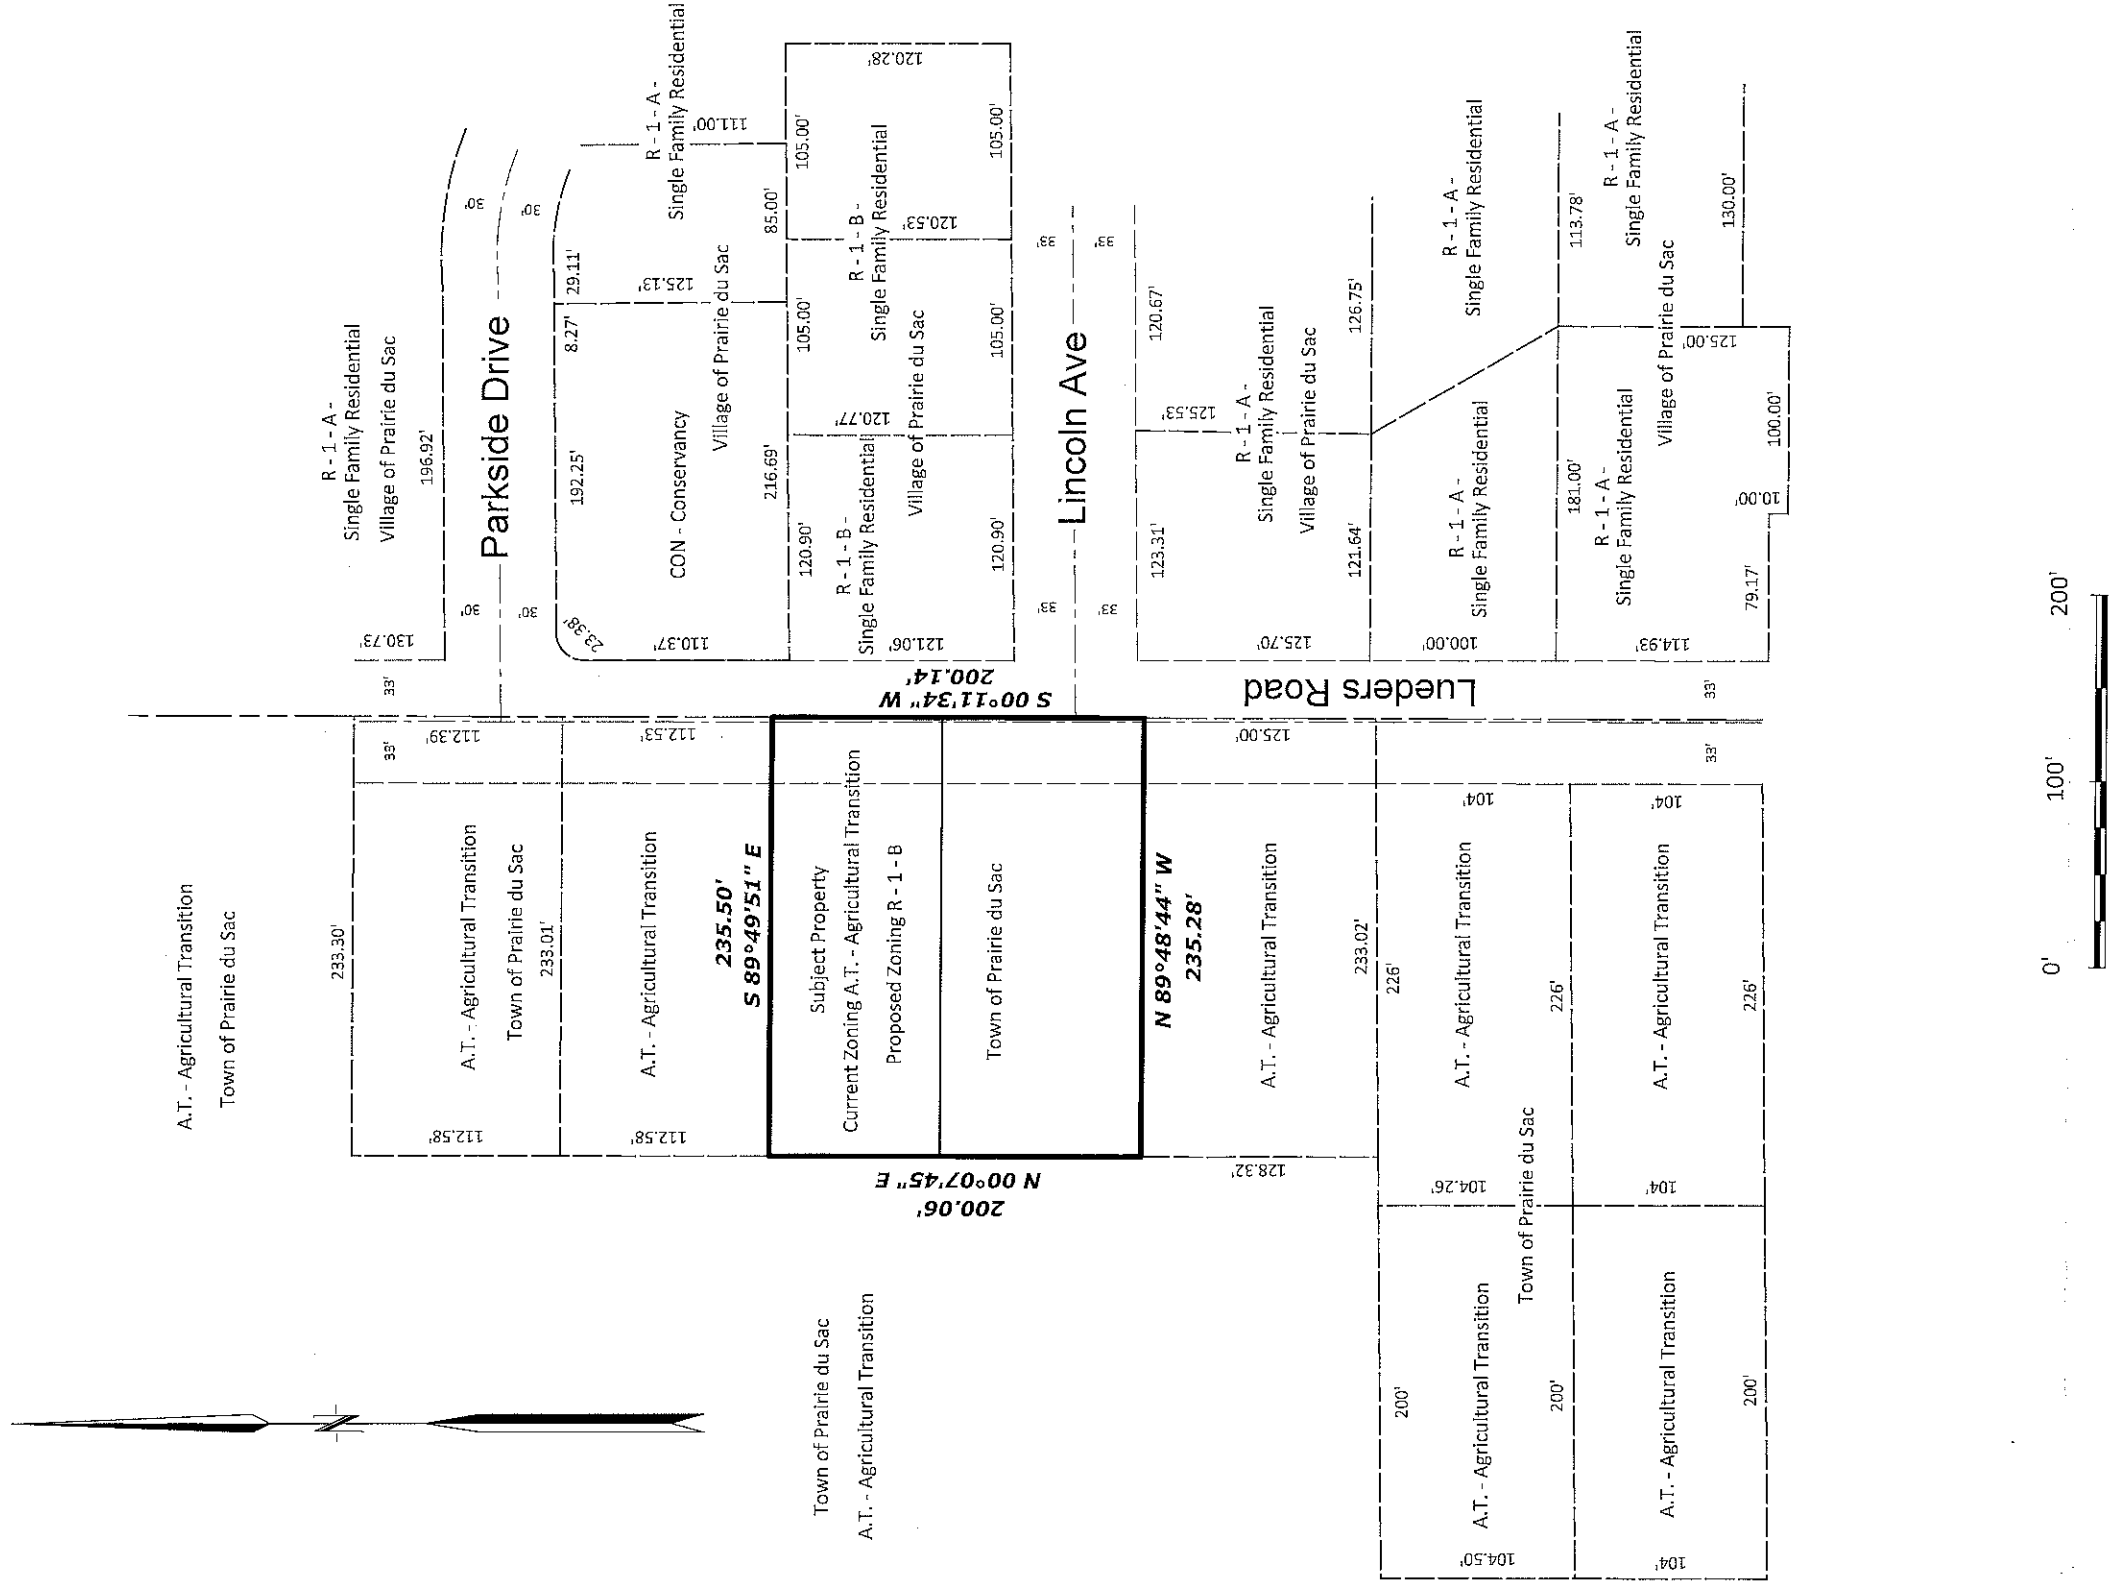 R - 1 - A -
Single Family Residential
Village of Prairie du Sac
196.92'
130.73'
Parkside Drive
30'
30'
30'
30'
192.25'
8.27'
29.11'
23.38'
110.37'
CON - Conservancy
Village of Prairie du Sac
125.13'
R - 1 - A -
Single Family Residential
111.00'
216.69'
85.00'
120.90'
105.00'
105.00'
R - 1 - B -
Single Family Residential
121.06'
120.77'
Village of Prairie du Sac
R - 1 - B -
Single Family Residential
120.53'
120.28'
120.90'
105.00'
105.00'
Lincoln Ave
33'
33'
33'
33'
123.31'
120.67'
125.70'
125.53'
R - 1 - A -
Single Family Residential
Village of Prairie du Sac
121.64'
126.75'
R - 1 - A -
Single Family Residential
100.00'
R - 1 - A -
Single Family Residential
181.00'
113.78'
R - 1 - A -
Single Family Residential
114.93'
Village of Prairie du Sac
125.00'
R - 1 - A -
Single Family Residential
79.17'
10.00'
100.00'
130.00'
Lueders Road
33'
33'
33'
33'
A.T. - Agricultural Transition
Town of Prairie du Sac
233.30'
112.39'
112.58'
A.T. - Agricultural Transition
Town of Prairie du Sac
233.01'
112.53'
112.58'
A.T. - Agricultural Transition
235.50'
S 89°49'51" E
S 00°11'34" W
200.14'
Subject Property
Current Zoning A.T. - Agricultural Transition
Proposed Zoning R - 1 - B
Town of Prairie du Sac
N 00°07'45" E
200.06'
N 89°48'44" W
235.28'
125.00'
128.32'
A.T. - Agricultural Transition
233.02'
226'
104'
104.26'
A.T. - Agricultural Transition
Town of Prairie du Sac
226'
104'
104'
A.T. - Agricultural Transition
226'
200'
104.50'
A.T. - Agricultural Transition
200'
104'
A.T. - Agricultural Transition
200'
Town of Prairie du Sac
A.T. - Agricultural Transition
0'
100'
200'